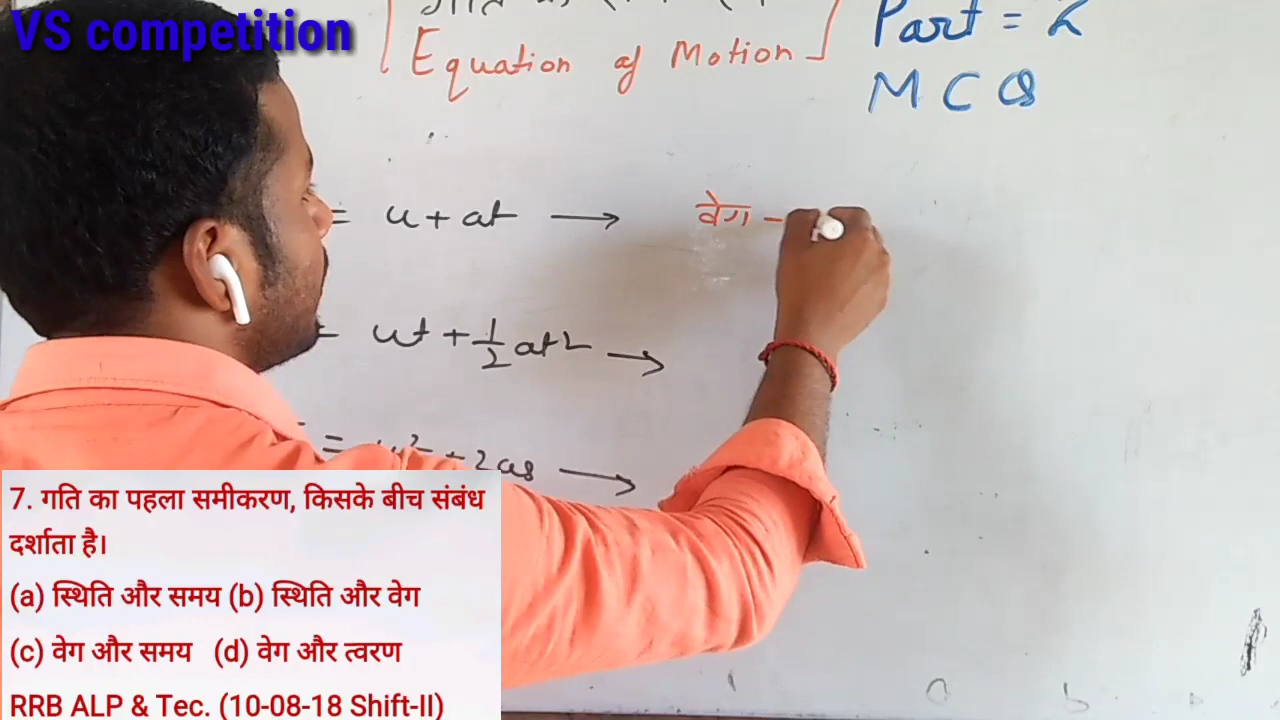 VS competition
Equation of Motion
Part = 2
MCQ
= u + at → वेग -
= ut + 1/2 at² →
= u² + 2as →
7. गति का पहला समीकरण, किसके बीच संबंध
दर्शाता है।
(a) स्थिति और समय (b) स्थिति और वेग
(c) वेग और समय (d) वेग और त्वरण
RRB ALP & Tec. (10-08-18 Shift-II)